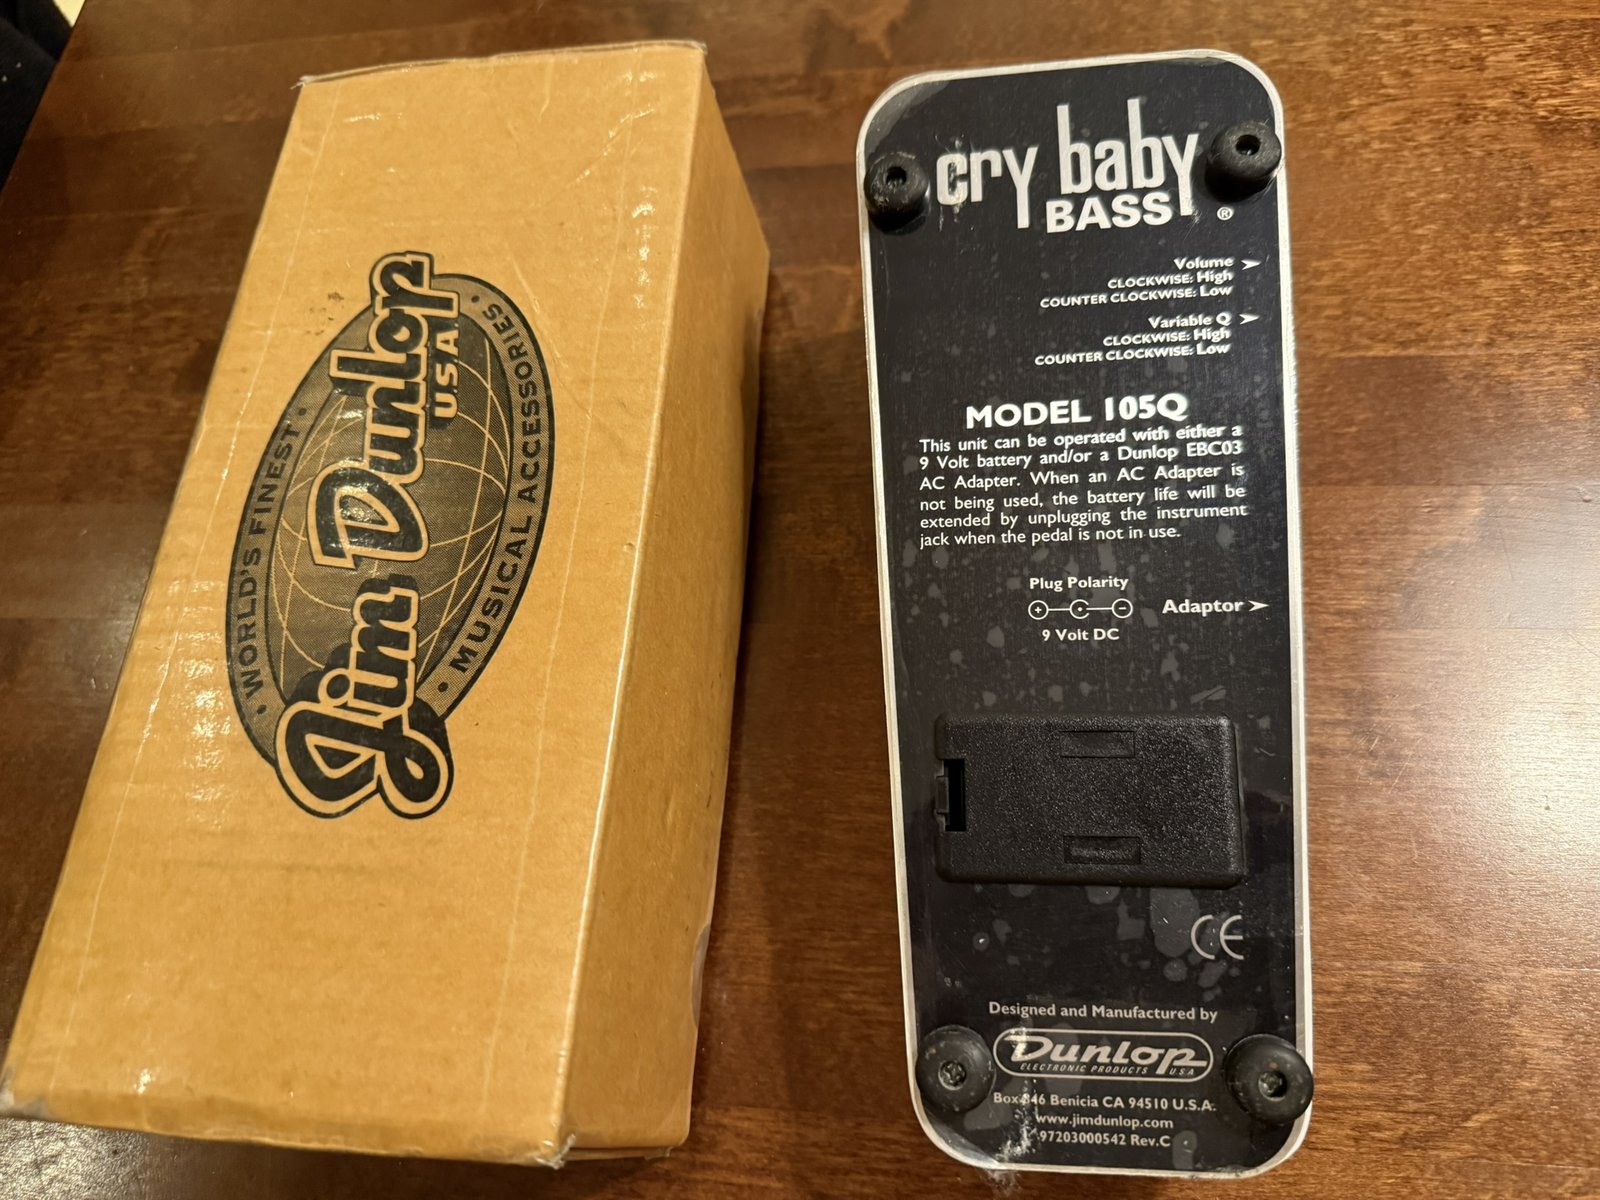 Jim Dunlop
U.S.A.
• WORLD'S FINEST •
• MUSICAL ACCESSORIES •
cry baby
BASS ®
Volume ➤
CLOCKWISE: High
COUNTER CLOCKWISE: Low
Variable Q ➤
CLOCKWISE: High
COUNTER CLOCKWISE: Low
MODEL 105Q
This unit can be operated with either a
9 Volt battery and/or a Dunlop EBC03
AC Adapter. When an AC Adapter is
not being used, the battery life will be
extended by unplugging the instrument
jack when the pedal is not in use.
Plug Polarity
+ -
Adaptor ➤
9 Volt DC
CE
Designed and Manufactured by
Dunlop
ELECTRONIC PRODUCTS U.S.A
Box 846 Benicia CA 94510 U.S.A.
www.jimdunlop.com
97203000542 Rev.C